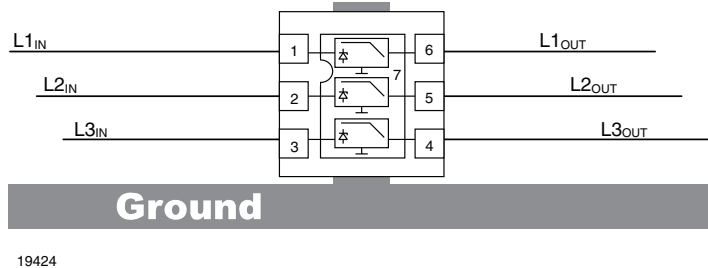 L1IN 1 6 L1OUT
7
L2IN 2 5 L2OUT
L3IN 3 4 L3OUT
Ground
19424